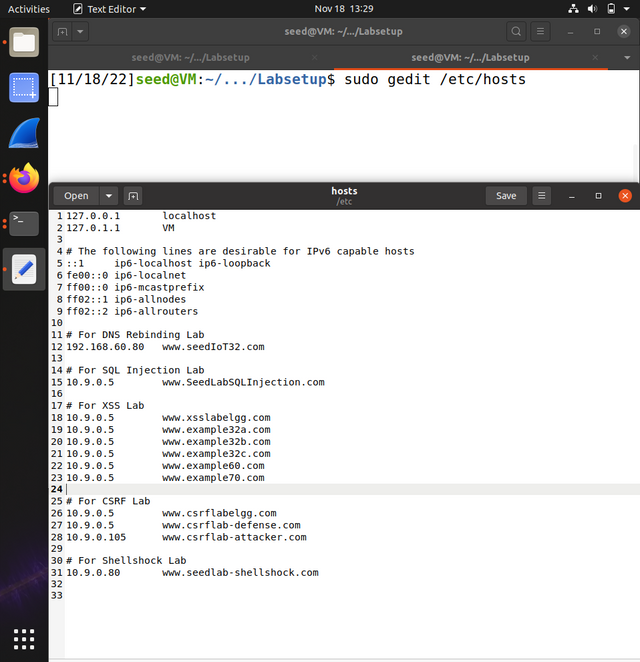 Activities Text Editor Nov 18 13:29
seed@VM: ~/.../Labsetup
seed@VM: ~/.../Labsetup × seed@VM: ~/.../Labsetup ×
[11/18/22]seed@VM:~/.../Labsetup$ sudo gedit /etc/hosts
Open hosts Save
/etc
1 127.0.0.1 localhost
2 127.0.1.1 VM
3
4 # The following lines are desirable for IPv6 capable hosts
5 ::1 ip6-localhost ip6-loopback
6 fe00::0 ip6-localnet
7 ff00::0 ip6-mcastprefix
8 ff02::1 ip6-allnodes
9 ff02::2 ip6-allrouters
10
11 # For DNS Rebinding Lab
12 192.168.60.80 www.seedIoT32.com
13
14 # For SQL Injection Lab
15 10.9.0.5 www.SeedLabSQLInjection.com
16
17 # For XSS Lab
18 10.9.0.5 www.xsslabelgg.com
19 10.9.0.5 www.example32a.com
20 10.9.0.5 www.example32b.com
21 10.9.0.5 www.example32c.com
22 10.9.0.5 www.example60.com
23 10.9.0.5 www.example70.com
24
25 # For CSRF Lab
26 10.9.0.5 www.csrflabelgg.com
27 10.9.0.5 www.csrflab-defense.com
28 10.9.0.105 www.csrflab-attacker.com
29
30 # For Shellshock Lab
31 10.9.0.80 www.seedlab-shellshock.com
32
33